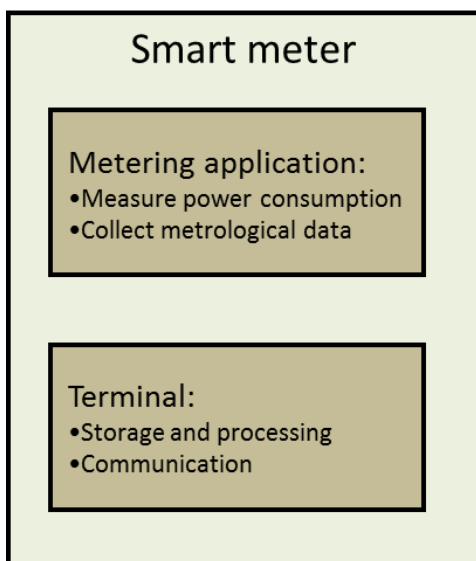 Smart meter
Metering application:
•Measure power consumption
•Collect metrological data
Terminal:
•Storage and processing
•Communication